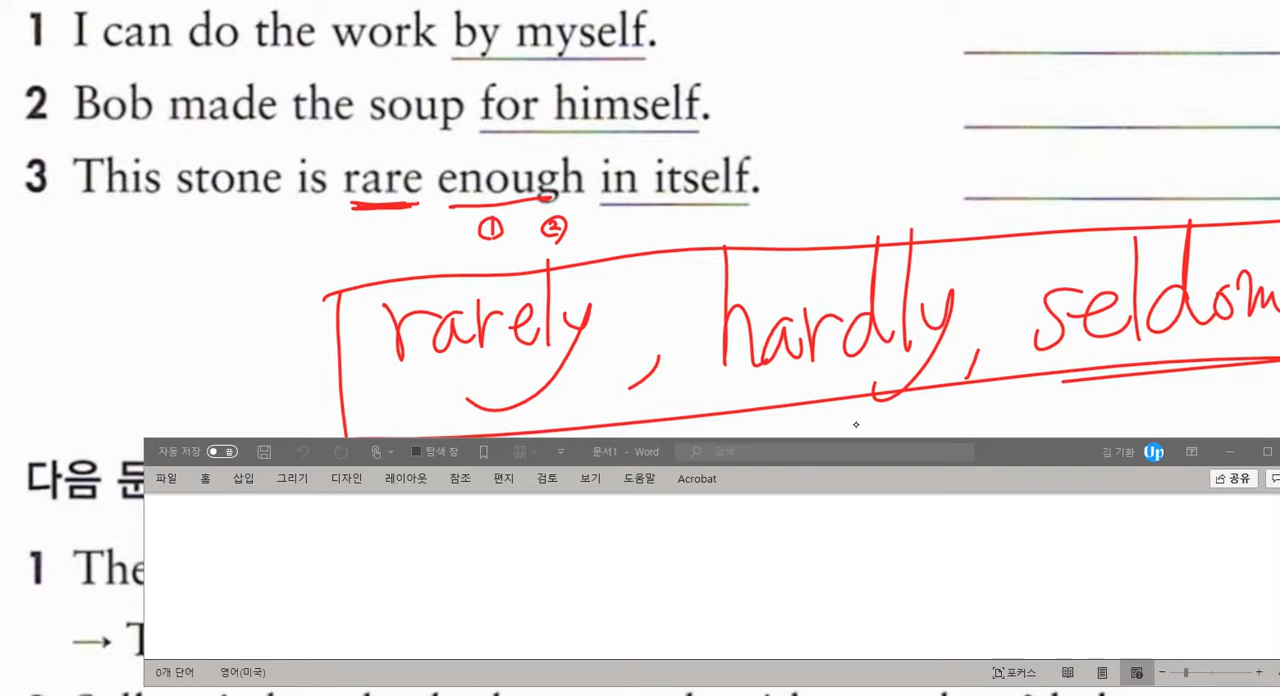 1 I can do the work by myself.
2 Bob made the soup for himself.
3 This stone is rare enough in itself.
① ②
rarely, hardly, seldom
자동 저장 끔 탐색 창 문서1 - Word 검색 김 기환 Up
다음 문
파일 홈 삽입 그리기 디자인 레이아웃 참조 편지 검토 보기 도움말 Acrobat 공유
1 The
→ T
0개 단어 영어(미국) 포커스